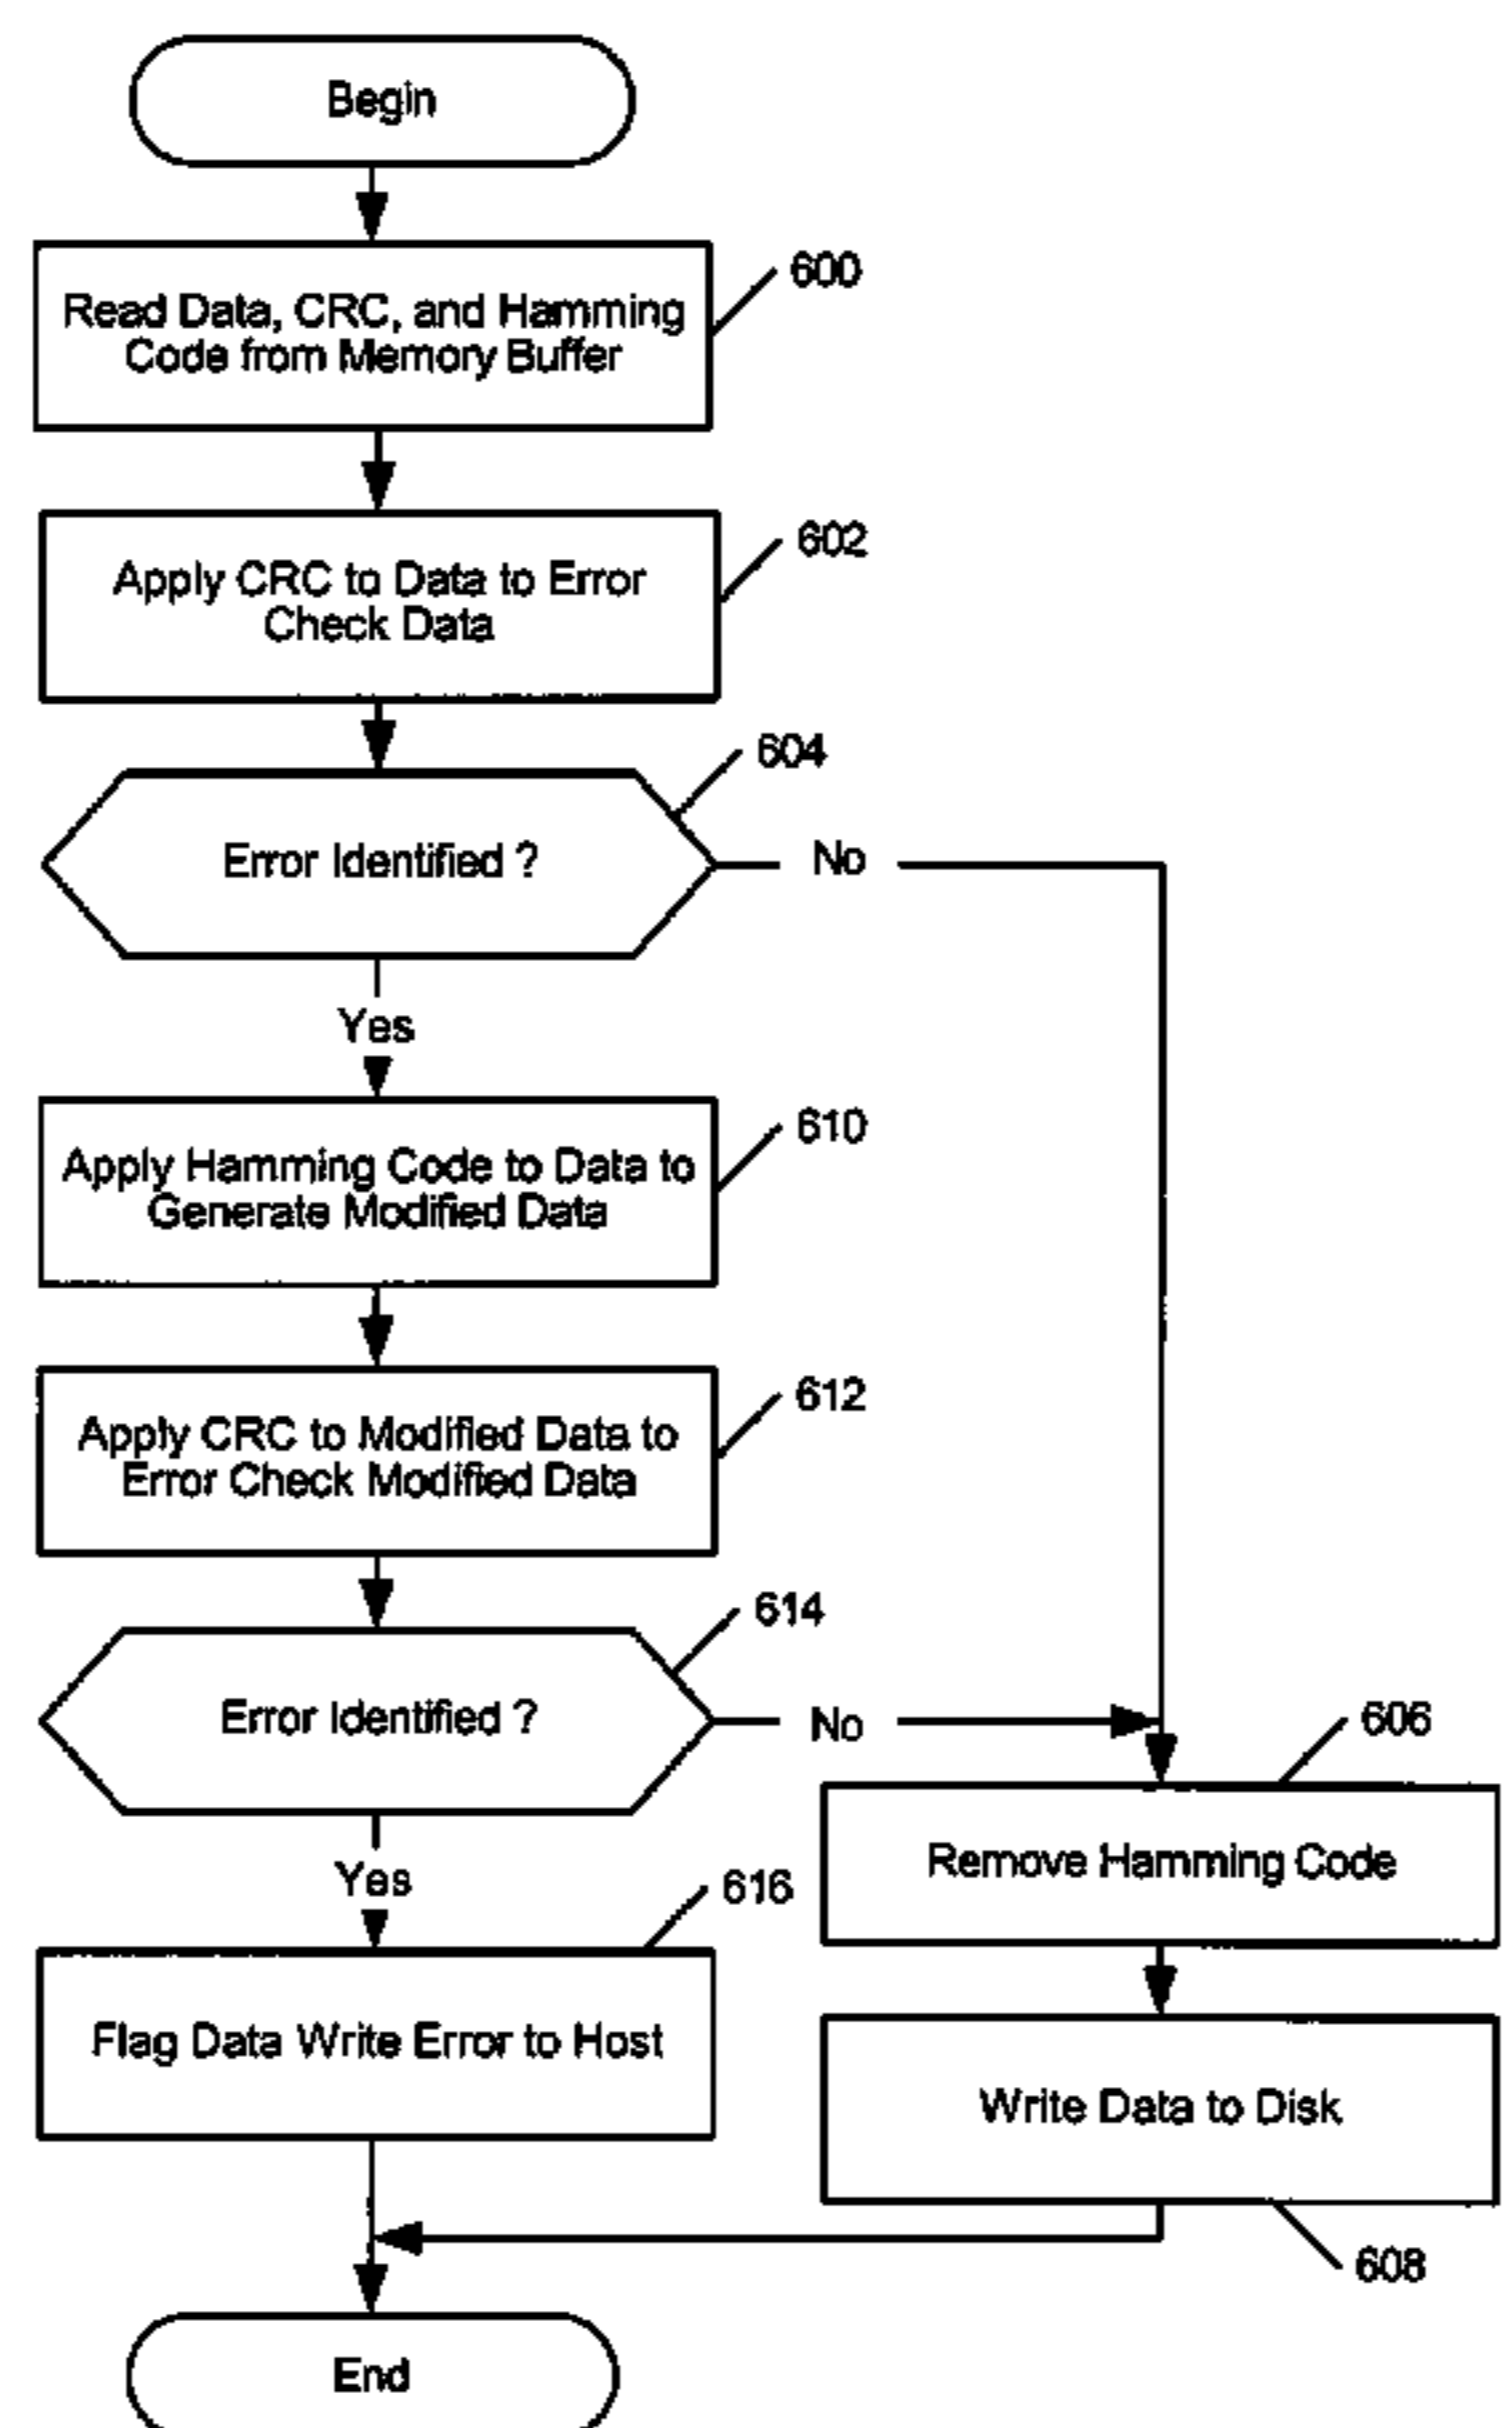 Begin
600
Read Data, CRC, and Hamming
Code from Memory Buffer
602
Apply CRC to Data to Error
Check Data
604
Error Identified ?
No
Yes
610
Apply Hamming Code to Data to
Generate Modified Data
612
Apply CRC to Modified Data to
Error Check Modified Data
614
Error Identified ?
No
606
Remove Hamming Code
Yes
616
Flag Data Write Error to Host
Write Data to Disk
608
End